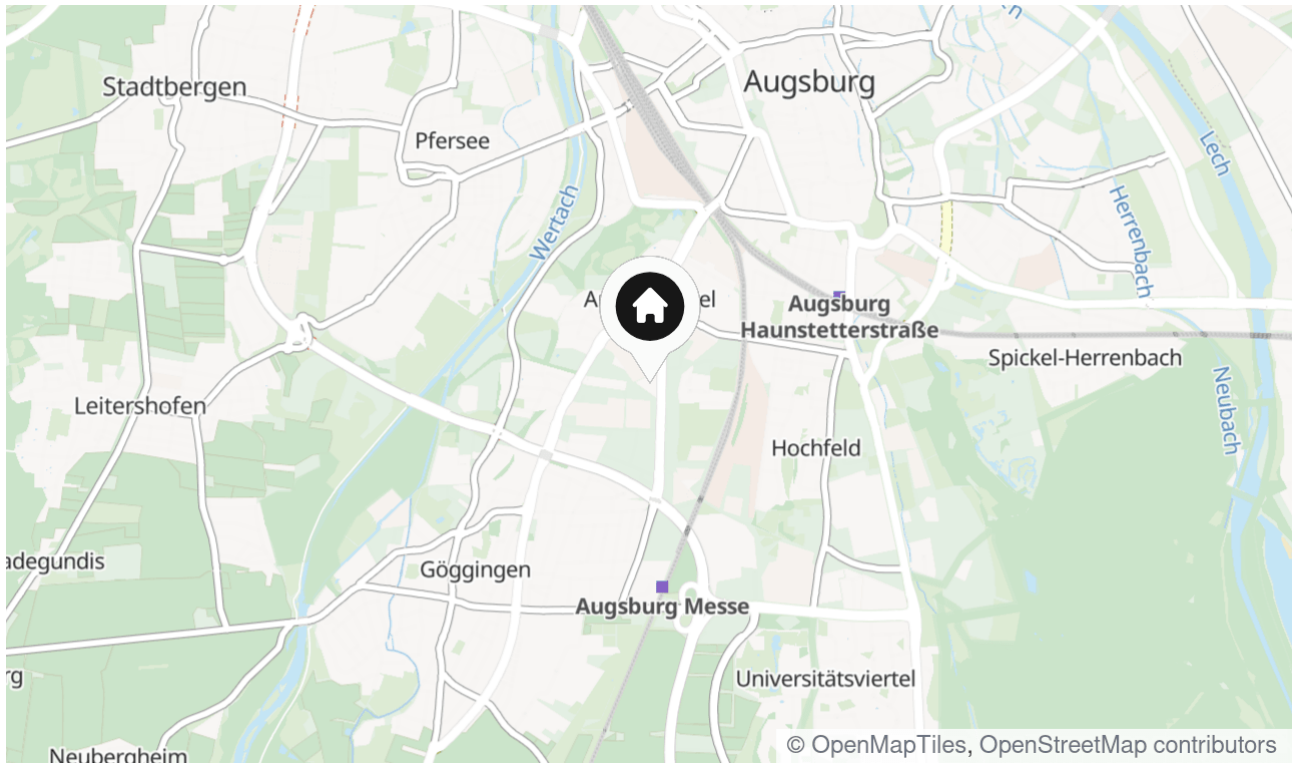 Stadtbergen
Augsburg
Pfersee
Lech
Wertach
Herrenbach
Augsburg
Haunstetterstraße
Spickel-Herrenbach
Leitershofen
Neubach
Hochfeld
adegundis
Göggingen
Augsburg Messe
rg
Universitätsviertel
Neubergheim
© OpenMapTiles, OpenStreetMap contributors